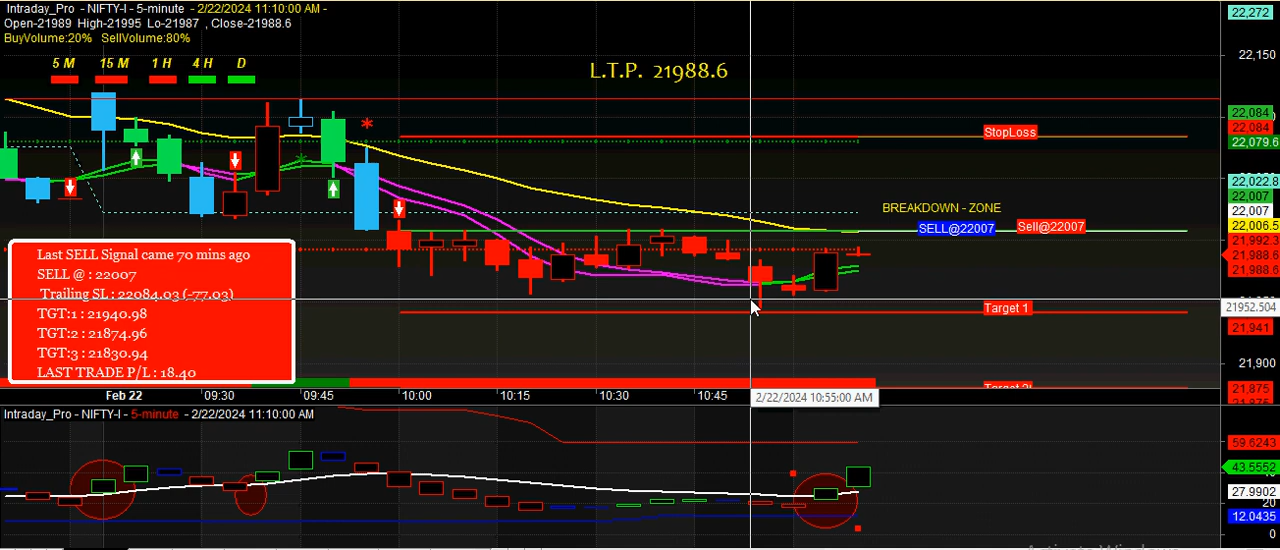 Intraday_Pro - NIFTY-I - 5-minute - 2/22/2024 11:10:00 AM -
Open-21989 High-21995 Lo-21987 , Close-21988.6
BuyVolume:20% SellVolume:80%
5 M 15 M 1 H 4 H D
L.T.P. 21988.6
22,272
22,150
22,084
22,084
22,079.6
22,022.8
22,007
22,007
22,006.5
21,992.3
21,988.6
21,988.6
21952.504
21,941
21,900
21,875
StopLoss
BREAKDOWN - ZONE
SELL@22007
Sell@22007
Target 1
Last SELL Signal came 70 mins ago
SELL @ : 22007
Trailing SL : 22084.03 (-77.03)
TGT:1 : 21940.98
TGT:2 : 21874.96
TGT:3 : 21830.94
LAST TRADE P/L : 18.40
Feb 22 09:30 09:45 10:00 10:15 10:30 10:45
2/22/2024 10:55:00 AM
Intraday_Pro - NIFTY-I - 5-minute - 2/22/2024 11:10:00 AM
59.6243
43.5552
27.9902
20
12.0435
0